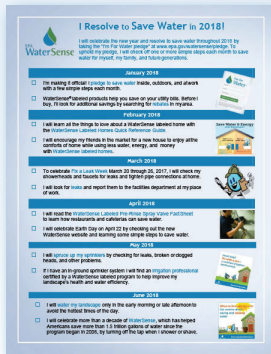 EPA
WaterSense
I Resolve to Save Water in 2018!
I will celebrate the new year and resolve to save water throughout 2018 by
taking the "I'm For Water pledge" at www.epa.gov/watersense/pledge. To
uphold my pledge, I will check off one or more simple steps each month to save
water for myself, my family, and future generations.
January 2018
I'm making it official! I pledge to save water inside, outdoors, and at work
with a few simple steps each month.
WaterSense® labeled products help you save on your utility bills. Before I
buy, I'll look for additional savings by searching for rebates in my area.
February 2018
I will learn all the things to love about a WaterSense labeled home with
the WaterSense Labeled Homes Quick Reference Guide.
I will encourage my friends in the market for a new house to enjoy all the
comforts of home while using less water, energy, and money
with WaterSense labeled homes.
Save Water & Energy
March 2018
To celebrate Fix a Leak Week March 20 through 26, 2017, I will check my
showerheads and faucets for leaks and tighten pipe connections at home.
I will look for leaks and report them to the facilities department at my place
of work.
April 2018
I will read the WaterSense Labeled Pre-Rinse Spray Valve Fact Sheet
to learn how restaurants and cafeterias can save water.
I will celebrate Earth Day on April 22 by checking out the new
WaterSense website and learning some simple steps to save water.
May 2018
I will spruce up my sprinklers by checking for leaks, broken or clogged
heads, and other problems.
If I have an in-ground sprinkler system I will find an irrigation professional
certified by a WaterSense labeled program to help improve my
landscape's health and water efficiency.
June 2018
I will water my landscape only in the early morning or late afternoon to
avoid the hottest times of the day.
I will celebrate more than a decade of WaterSense, which has helped
Americans save more than 1.5 trillion gallons of water since the
program began in 2006, by turning off the tap when I shower or shave.